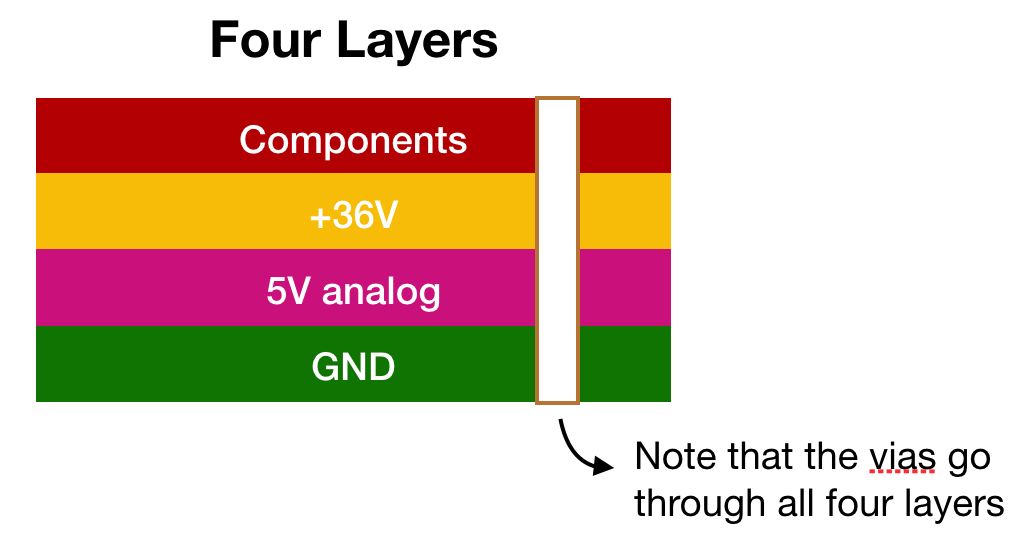 Four Layers
Components
+36V
5V analog
GND
Note that the vias go
through all four layers